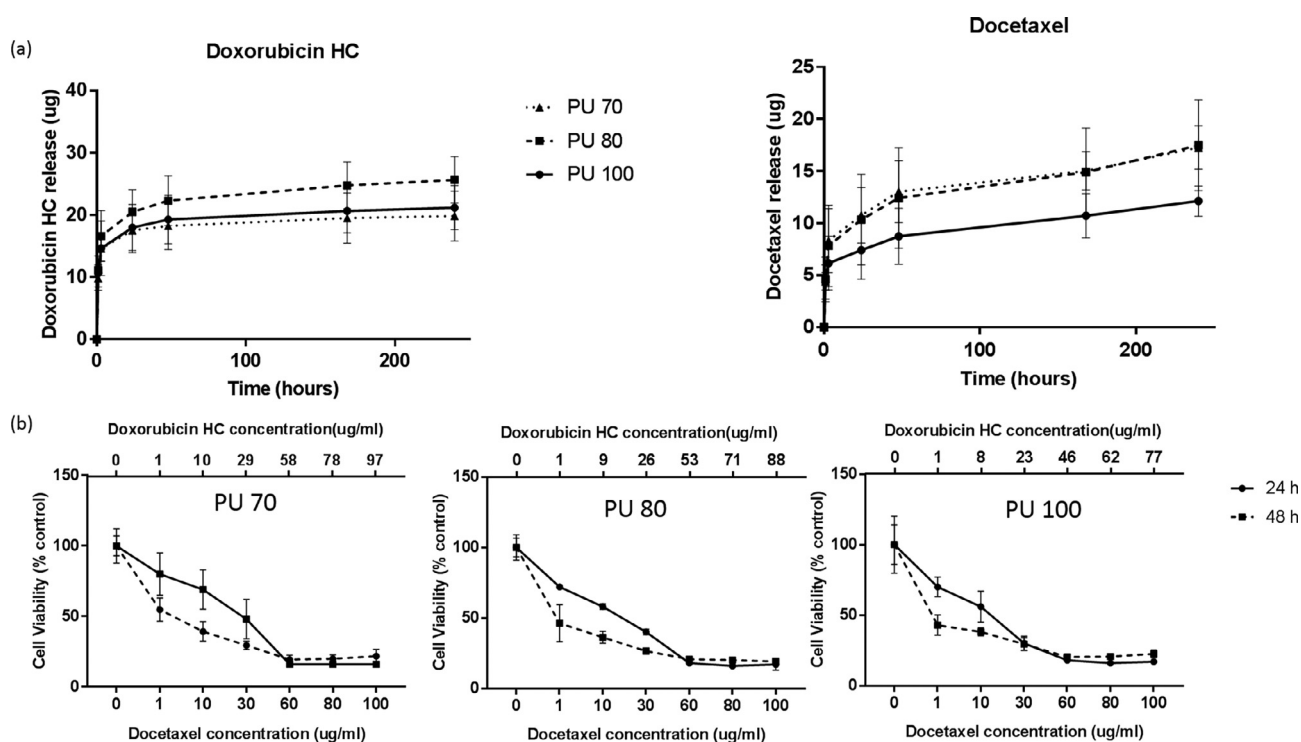 (a)
Doxorubicin HC
Doxorubicin HC release (ug)
40
30
20
10
0
0
100
200
Time (hours)
PU 70
PU 80
PU 100
Docetaxel
Docetaxel release (ug)
25
20
15
10
5
0
0
100
200
Time (hours)
(b)
Doxorubicin HC concentration(ug/ml)
0 1 10 29 58 78 97
Cell Viability (% control)
150
100
50
0
PU 70
0 1 10 30 60 80 100
Docetaxel concentration (ug/ml)
Doxorubicin HC concentration(ug/ml)
0 1 9 26 53 71 88
Cell Viability (% control)
150
100
50
0
PU 80
0 1 10 30 60 80 100
Docetaxel concentration (ug/ml)
Doxorubicin HC concentration(ug/ml)
0 1 8 23 46 62 77
Cell Viability (% control)
150
100
50
0
PU 100
0 1 10 30 60 80 100
Docetaxel concentration (ug/ml)
24 h
48 h